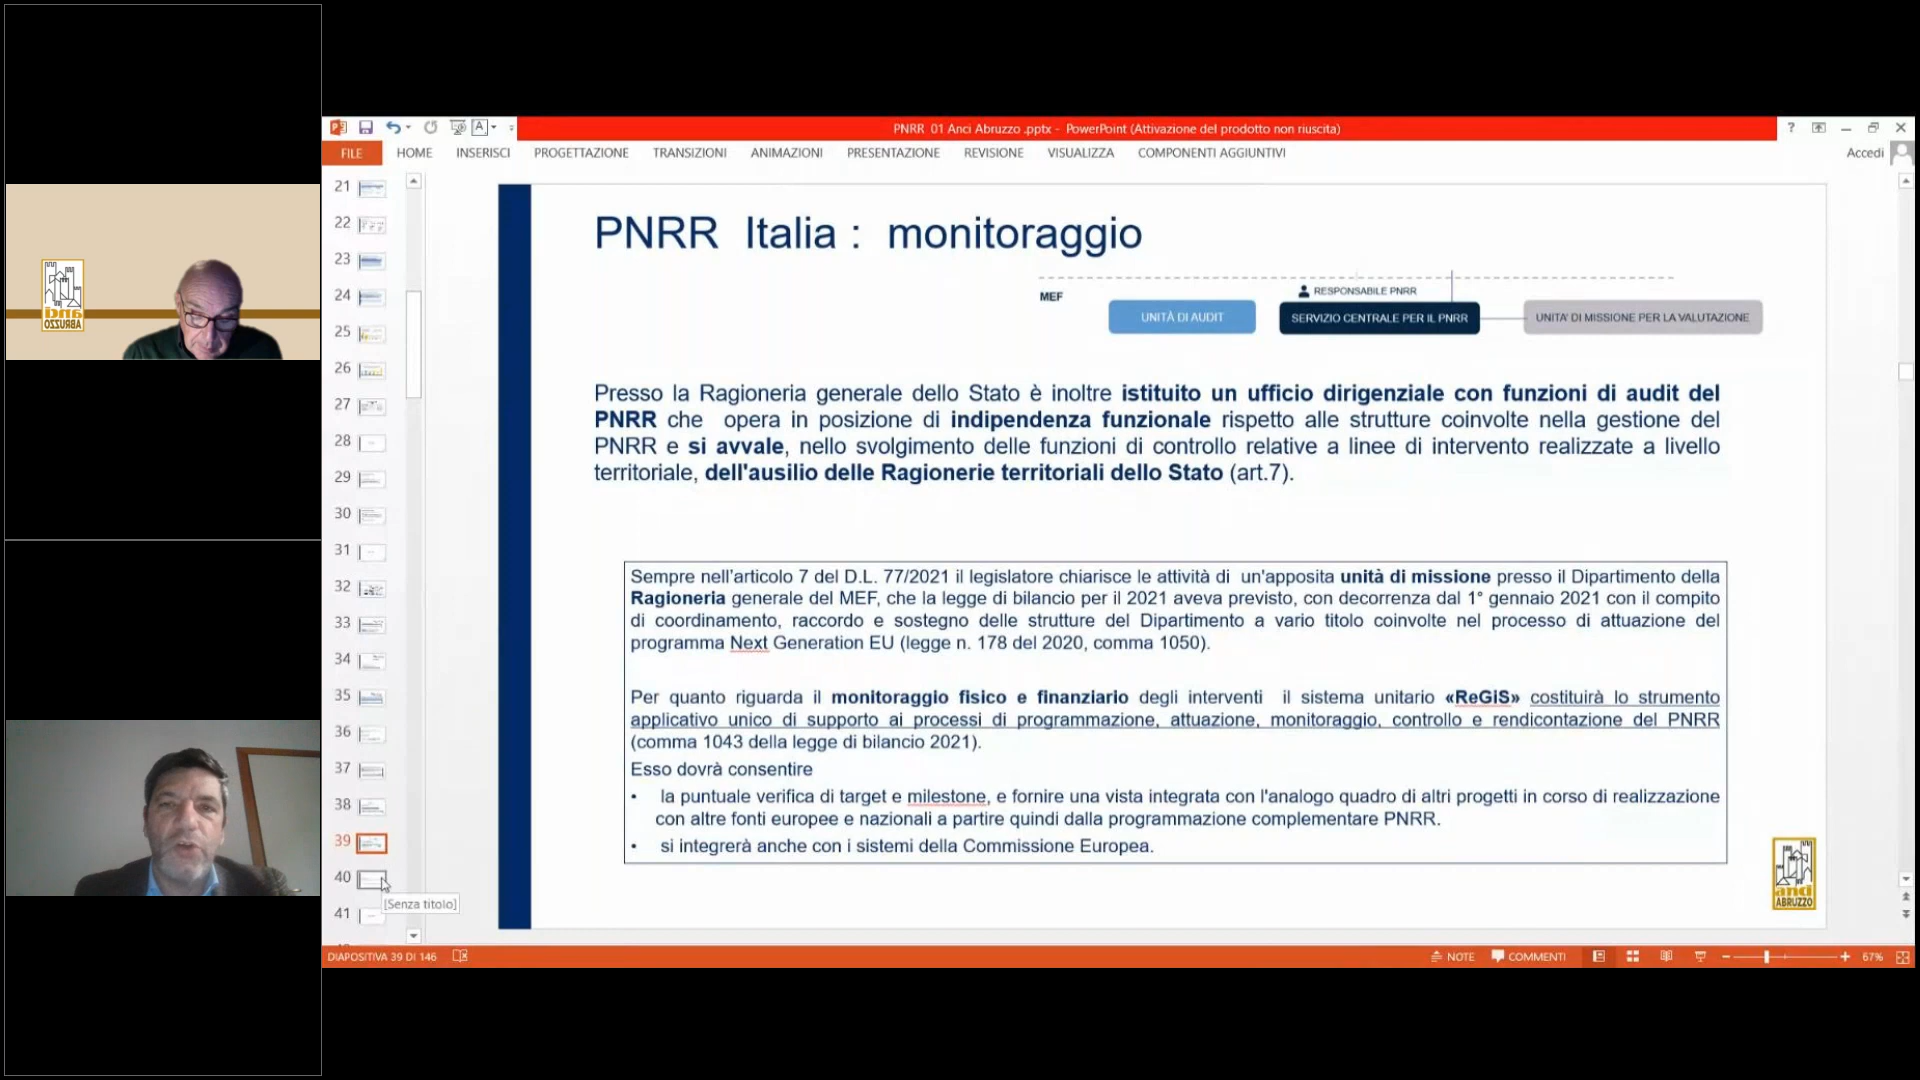 PNRR 01 Anci Abruzzo .pptx - PowerPoint (Attivazione del prodotto non riuscita)
FILE HOME INSERISCI PROGETTAZIONE TRANSIZIONI ANIMAZIONI PRESENTAZIONE REVISIONE VISUALIZZA COMPONENTI AGGIUNTIVI Accedi
21
22
23
24
25
26
27
28
29
30
31
32
33
34
35
36
37
38
39
40
41
[Senza titolo]
PNRR Italia : monitoraggio
MEF
RESPONSABILE PNRR
UNITÀ DI AUDIT
SERVIZIO CENTRALE PER IL PNRR
UNITA' DI MISSIONE PER LA VALUTAZIONE
Presso la Ragioneria generale dello Stato è inoltre istituito un ufficio dirigenziale con funzioni di audit del
PNRR che opera in posizione di indipendenza funzionale rispetto alle strutture coinvolte nella gestione del
PNRR e si avvale, nello svolgimento delle funzioni di controllo relative a linee di intervento realizzate a livello
territoriale, dell'ausilio delle Ragionerie territoriali dello Stato (art.7).
Sempre nell'articolo 7 del D.L. 77/2021 il legislatore chiarisce le attività di un'apposita unità di missione presso il Dipartimento della
Ragioneria generale del MEF, che la legge di bilancio per il 2021 aveva previsto, con decorrenza dal 1° gennaio 2021 con il compito
di coordinamento, raccordo e sostegno delle strutture del Dipartimento a vario titolo coinvolte nel processo di attuazione del
programma Next Generation EU (legge n. 178 del 2020, comma 1050).
Per quanto riguarda il monitoraggio fisico e finanziario degli interventi il sistema unitario «ReGiS» costituirà lo strumento
applicativo unico di supporto ai processi di programmazione, attuazione, monitoraggio, controllo e rendicontazione del PNRR
(comma 1043 della legge di bilancio 2021).
Esso dovrà consentire
• la puntuale verifica di target e milestone, e fornire una vista integrata con l'analogo quadro di altri progetti in corso di realizzazione
con altre fonti europee e nazionali a partire quindi dalla programmazione complementare PNRR.
• si integrerà anche con i sistemi della Commissione Europea.
anci
ABRUZZO
anci
ABRUZZO
DIAPOSITIVA 39 DI 146
NOTE COMMENTI 67%